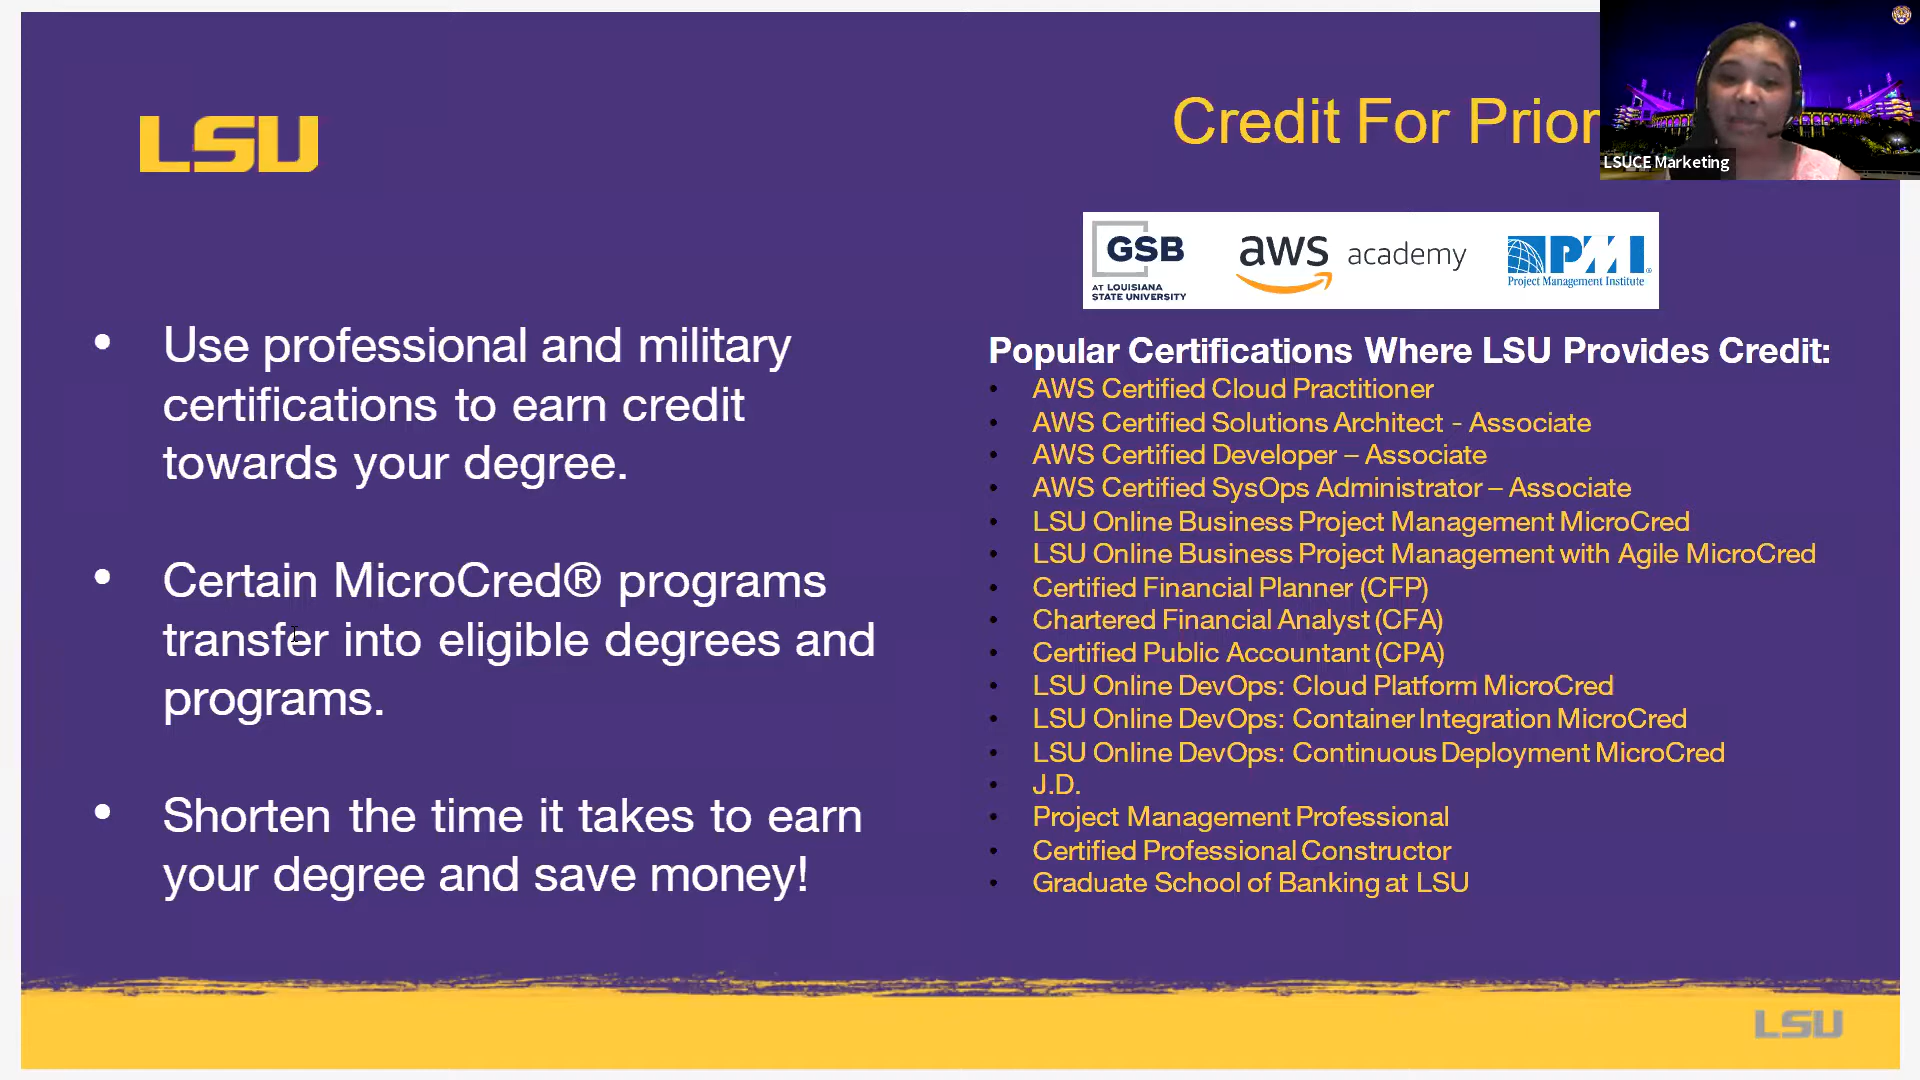 LSU
Credit For Prior
LSUCE Marketing
GSB
AT LOUISIANA
STATE UNIVERSITY
aws academy
PMI
Project Management Institute
• Use professional and military
certifications to earn credit
towards your degree.
• Certain MicroCred® programs
transfer into eligible degrees and
programs.
• Shorten the time it takes to earn
your degree and save money!
Popular Certifications Where LSU Provides Credit:
• AWS Certified Cloud Practitioner
• AWS Certified Solutions Architect - Associate
• AWS Certified Developer – Associate
• AWS Certified SysOps Administrator – Associate
• LSU Online Business Project Management MicroCred
• LSU Online Business Project Management with Agile MicroCred
• Certified Financial Planner (CFP)
• Chartered Financial Analyst (CFA)
• Certified Public Accountant (CPA)
• LSU Online DevOps: Cloud Platform MicroCred
• LSU Online DevOps: Container Integration MicroCred
• LSU Online DevOps: Continuous Deployment MicroCred
• J.D.
• Project Management Professional
• Certified Professional Constructor
• Graduate School of Banking at LSU
LSU